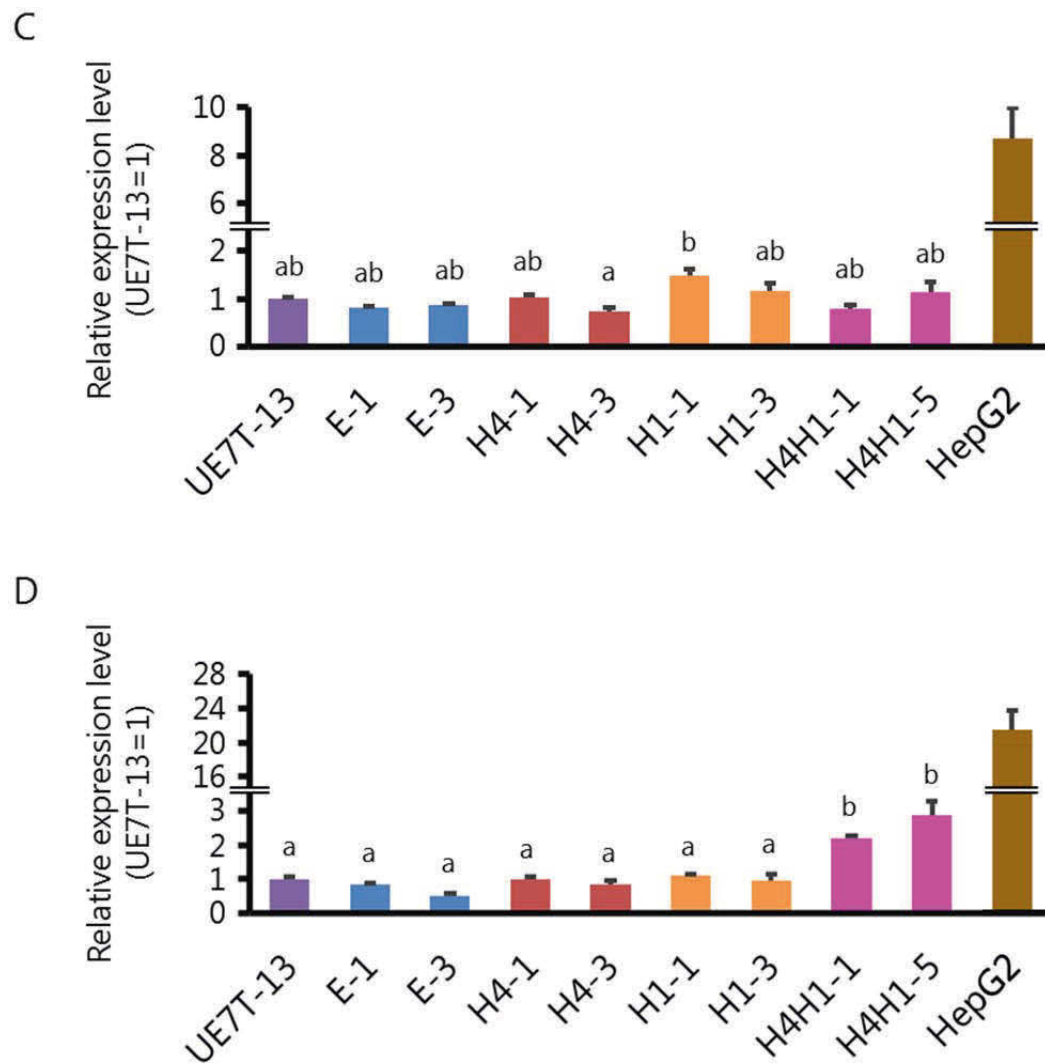 C
Relative expression level
(UE7T-13=1)
10
8
6
2
1
0
ab
ab
ab
ab
a
b
ab
ab
ab
UE7T-13
E-1
E-3
H4-1
H4-3
H1-1
H1-3
H4H1-1
H4H1-5
HepG2
D
Relative expression level
(UE7T-13=1)
28
24
20
16
3
2
1
0
a
a
a
a
a
a
a
b
b
UE7T-13
E-1
E-3
H4-1
H4-3
H1-1
H1-3
H4H1-1
H4H1-5
HepG2